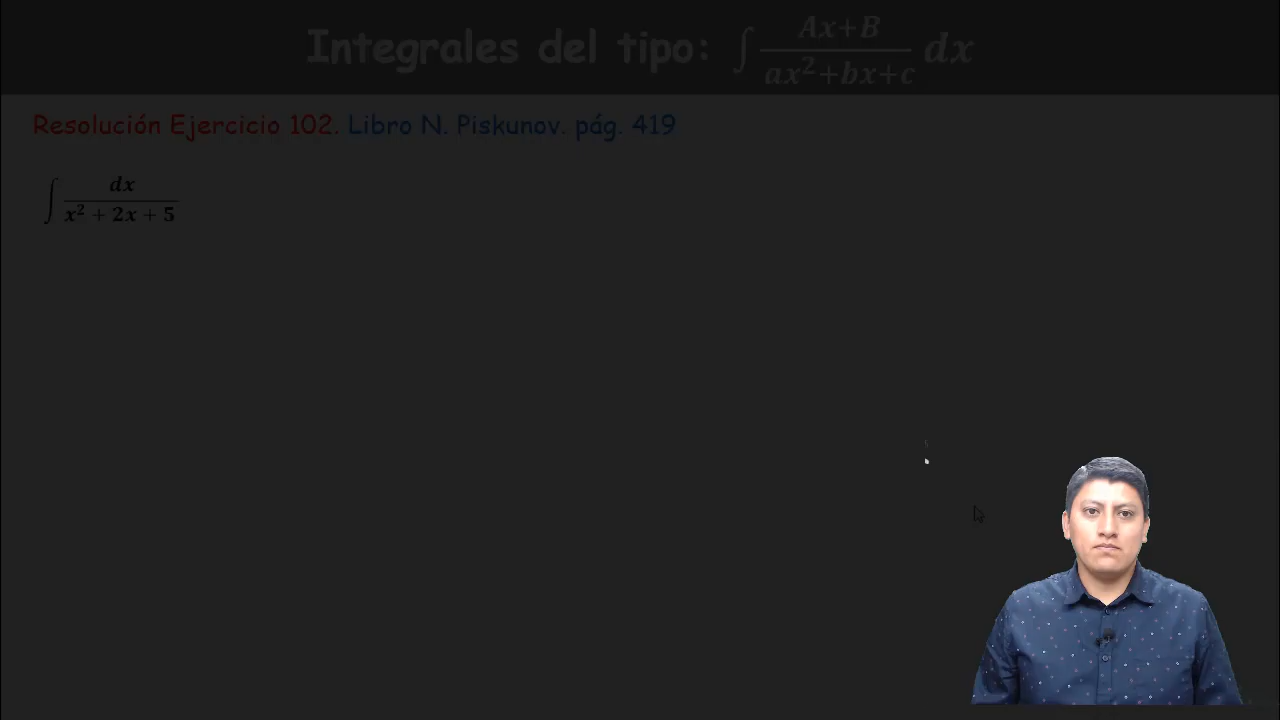 Integrales del tipo: ∫ Ax+B / ax²+bx+c dx
Resolución Ejercicio 102. Libro N. Piskunov. pág. 419
∫ dx / x² + 2x + 5